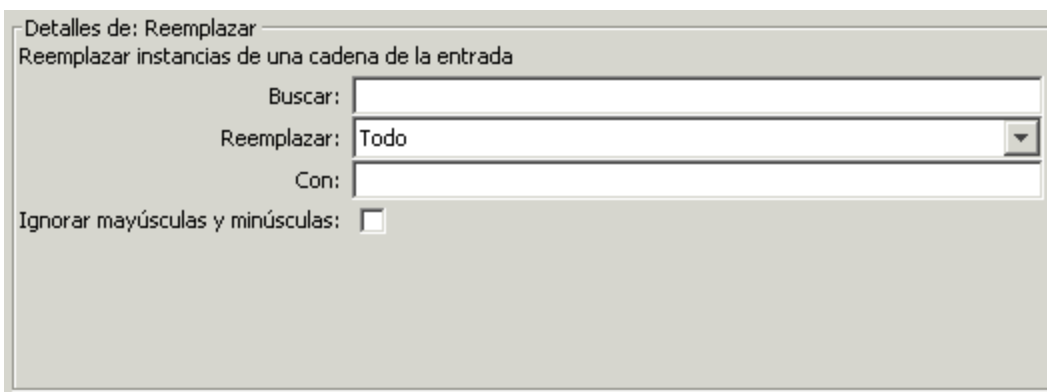 Detalles de: Reemplazar
Reemplazar instancias de una cadena de la entrada
Buscar:
Reemplazar: Todo
Con:
Ignorar mayúsculas y minúsculas: